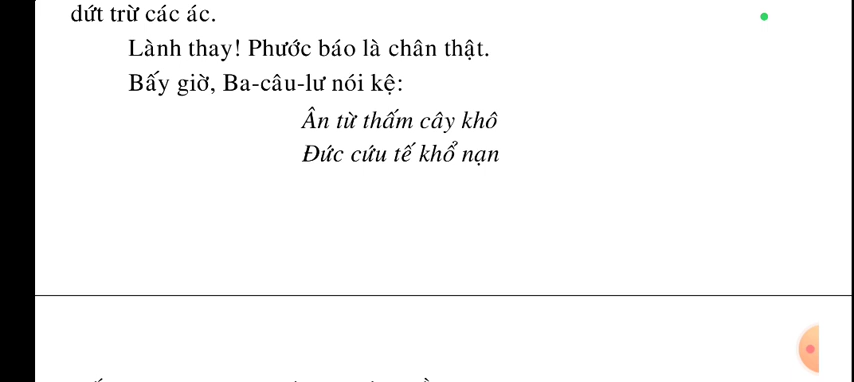 dứt trừ các ác.
Lành thay! Phước báo là chân thật.
Bấy giờ, Ba-câu-lư nói kệ:
Ân từ thấm cây khô
Đức cứu tế khổ nạn